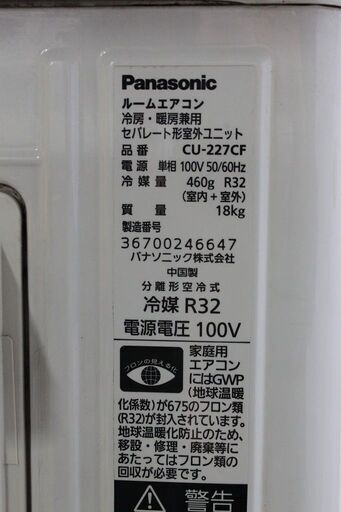 Panasonic
ルームエアコン
冷房・暖房兼用
セパレート形室外ユニット
品番 CU-227CF
電源 単相100V 50/60Hz
冷媒量 460g R32
(室内+室外)
質量 18kg
製造番号
36700246647
パナソニック株式会社
中国製
分離形空冷式
冷媒 R32
電源電圧 100V
フロンの見える化
家庭用
エアコン
にはGWP
(地球温暖
化係数)が675のフロン類
(R32)が封入されています。
地球温暖化防止のため、
移設・修理・廃棄等に
あたってはフロン類の
回収が必要です。
警告